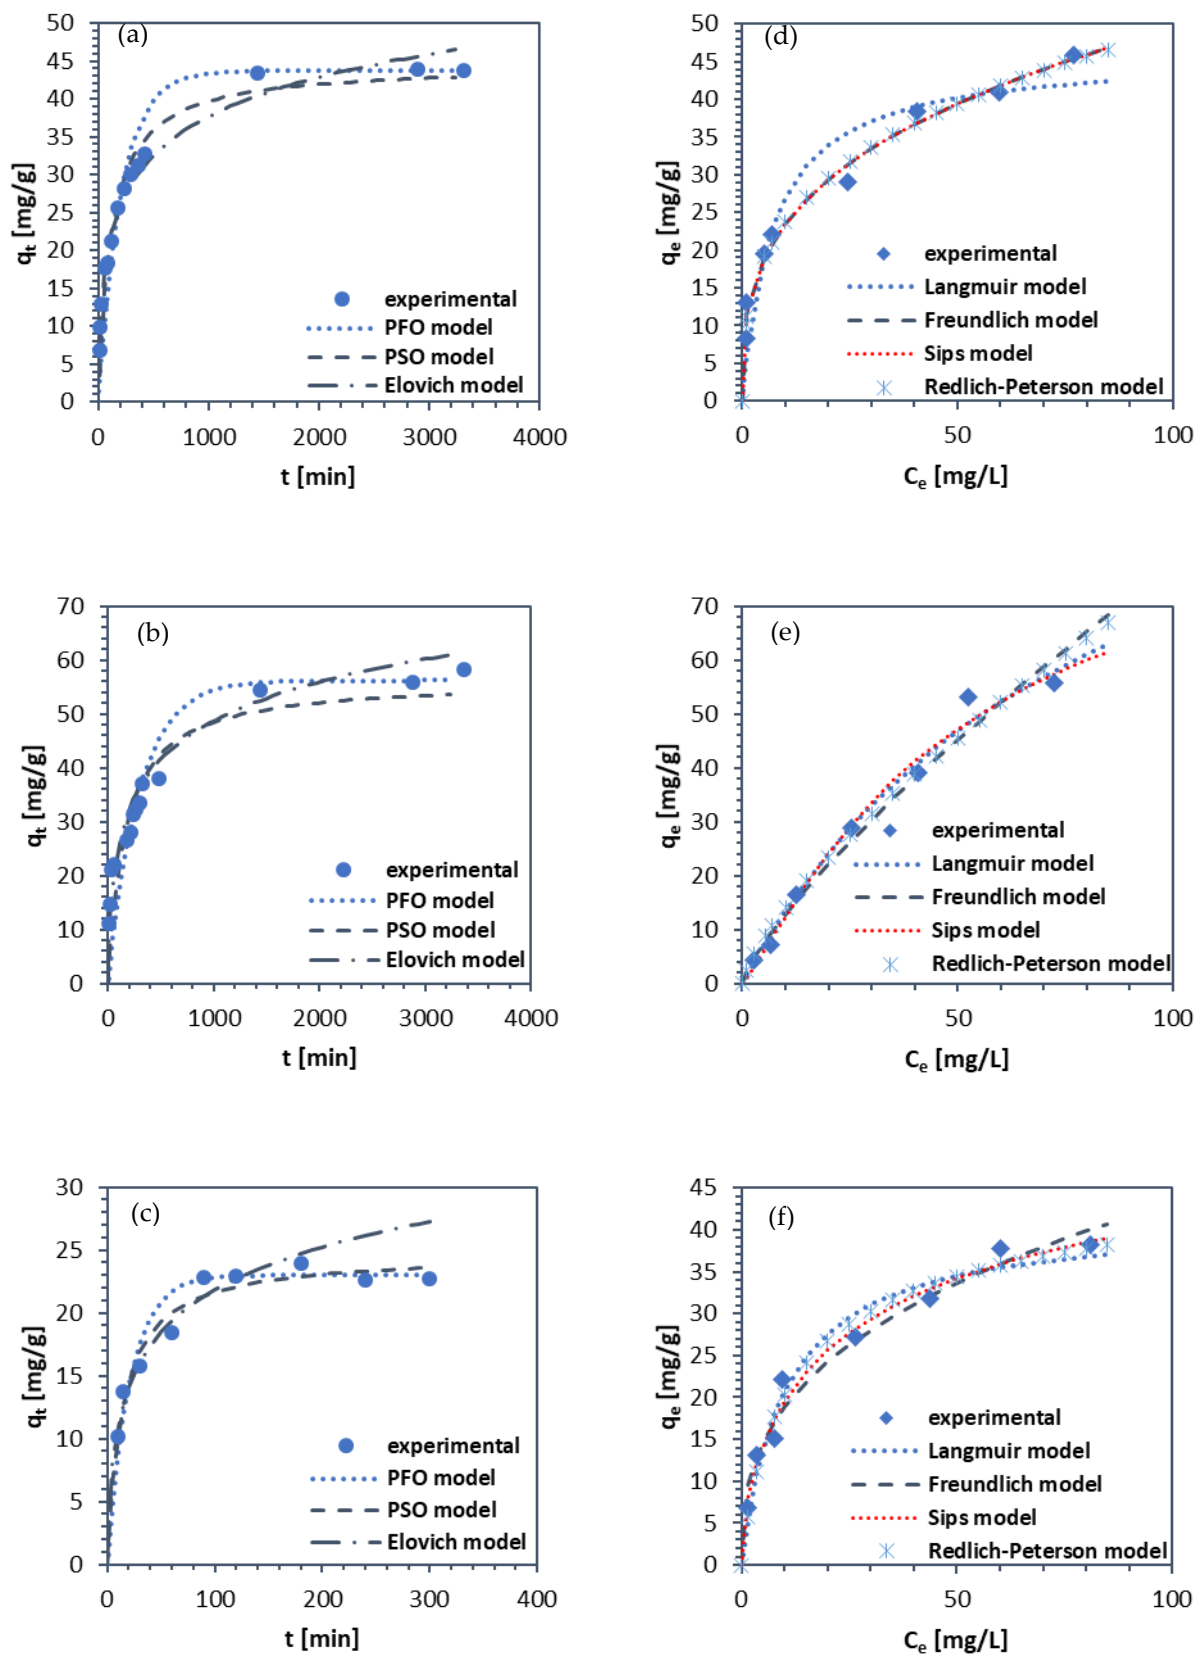 (a)
50
45
40
35
30
25
20
15
10
5
0
qt [mg/g]
experimental
PFO model
PSO model
Elovich model
0 1000 2000 3000 4000
t [min]
(d)
50
45
40
35
30
25
20
15
10
5
0
qe [mg/g]
experimental
Langmuir model
Freundlich model
Sips model
Redlich-Peterson model
0 50 100
Ce [mg/L]
(b)
70
60
50
40
30
20
10
0
qt [mg/g]
experimental
PFO model
PSO model
Elovich model
0 1000 2000 3000 4000
t [min]
(e)
70
60
50
40
30
20
10
0
qe [mg/g]
experimental
Langmuir model
Freundlich model
Sips model
Redlich-Peterson model
0 50 100
Ce [mg/L]
(c)
30
25
20
15
10
5
0
qt [mg/g]
experimental
PFO model
PSO model
Elovich model
0 100 200 300 400
t [min]
(f)
45
40
35
30
25
20
15
10
5
0
qe [mg/g]
experimental
Langmuir model
Freundlich model
Sips model
Redlich-Peterson model
0 50 100
Ce [mg/L]